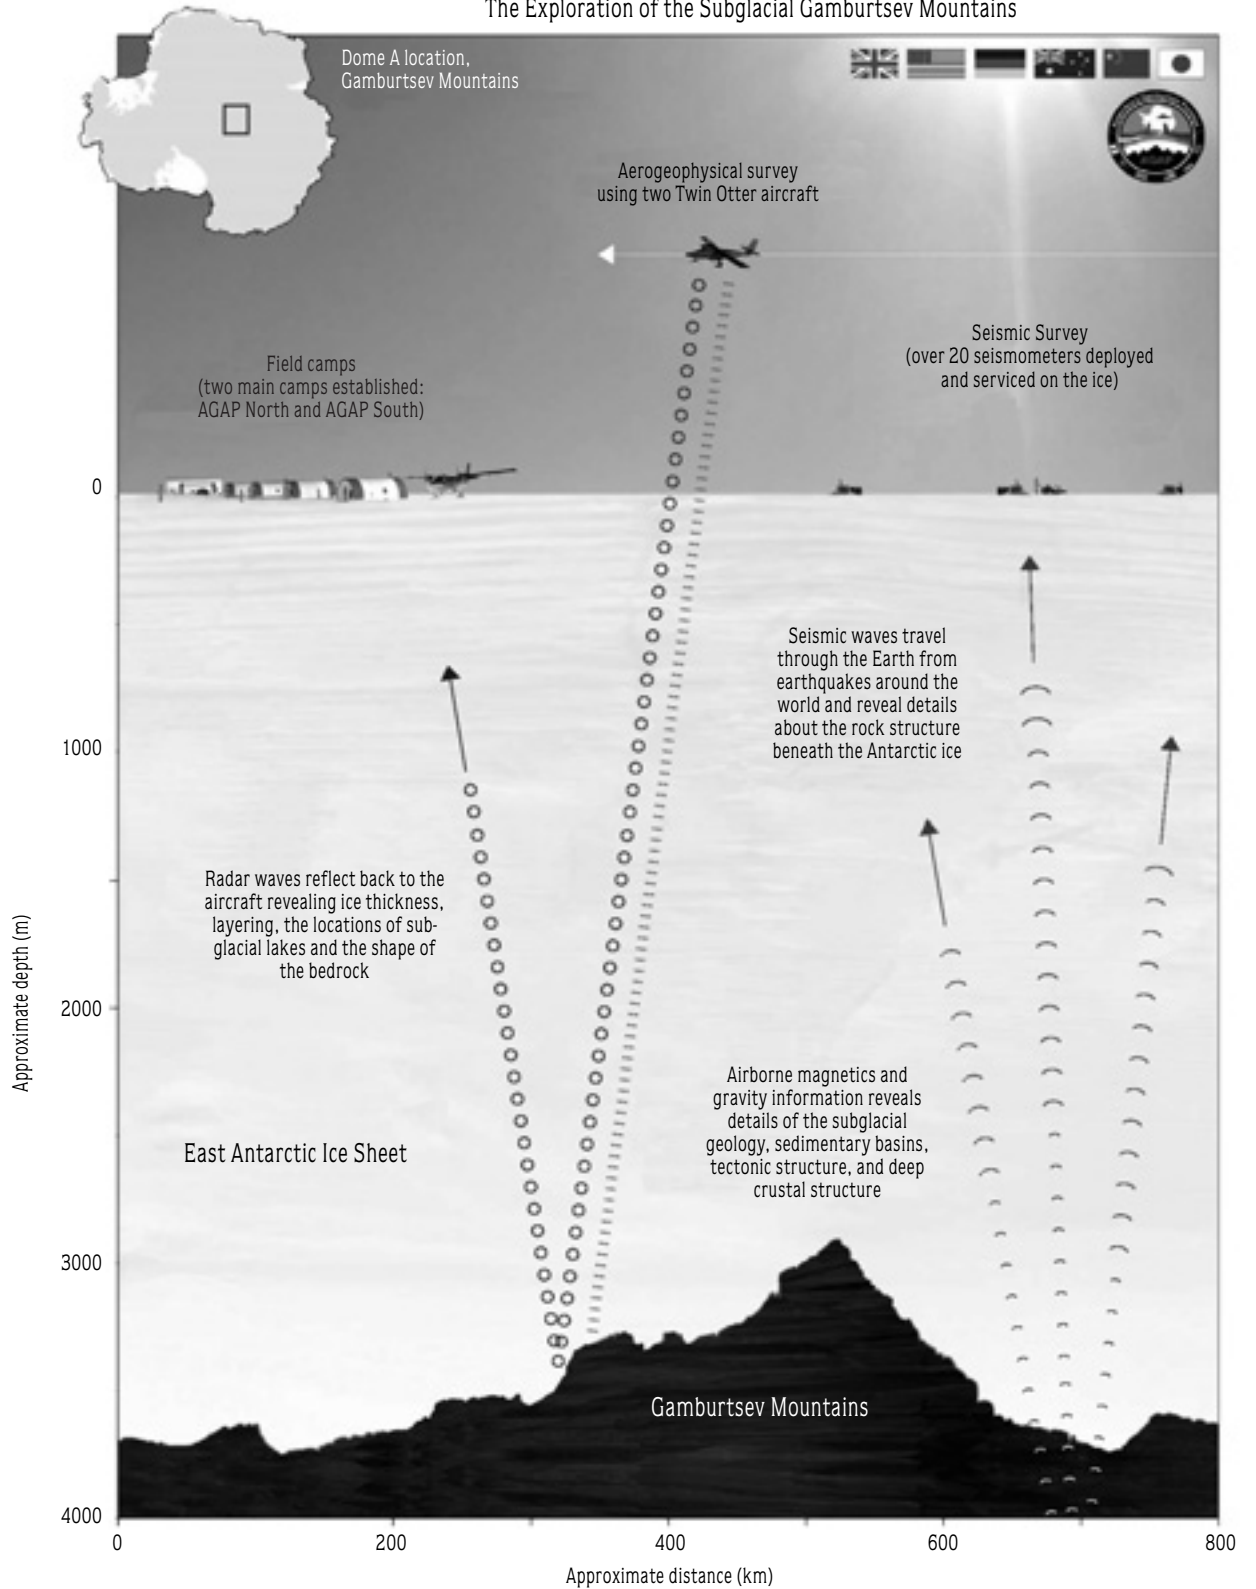 The Exploration of the Subglacial Gamburtsev Mountains
Dome A location,
Gamburtsev Mountains
Aerogeophysical survey
using two Twin Otter aircraft
Seismic Survey
(over 20 seismometers deployed
and serviced on the ice)
Field camps
(two main camps established:
AGAP North and AGAP South)
0
Seismic waves travel
through the Earth from
earthquakes around the
world and reveal details
about the rock structure
beneath the Antarctic ice
1000
Radar waves reflect back to the
aircraft revealing ice thickness,
layering, the locations of sub-
glacial lakes and the shape of
the bedrock
Approximate depth (m)
2000
Airborne magnetics and
gravity information reveals
details of the subglacial
geology, sedimentary basins,
tectonic structure, and deep
crustal structure
East Antarctic Ice Sheet
3000
Gamburtsev Mountains
4000
0 200 400 600 800
Approximate distance (km)